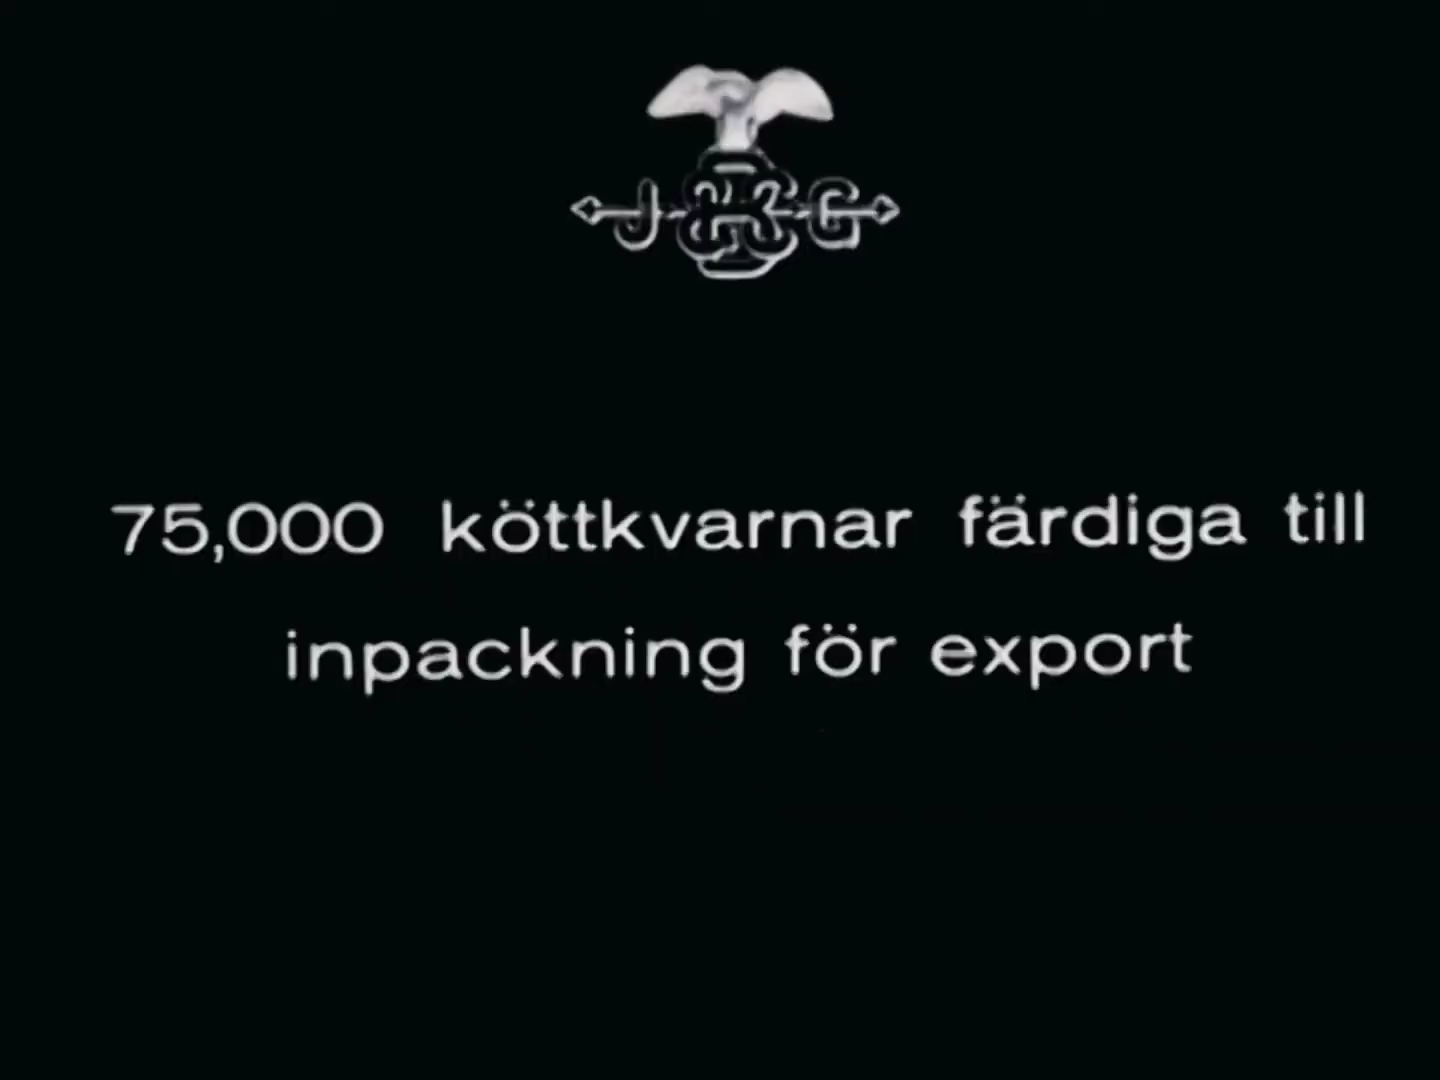 75,000 köttkvarnar färdiga till
inpackning för export